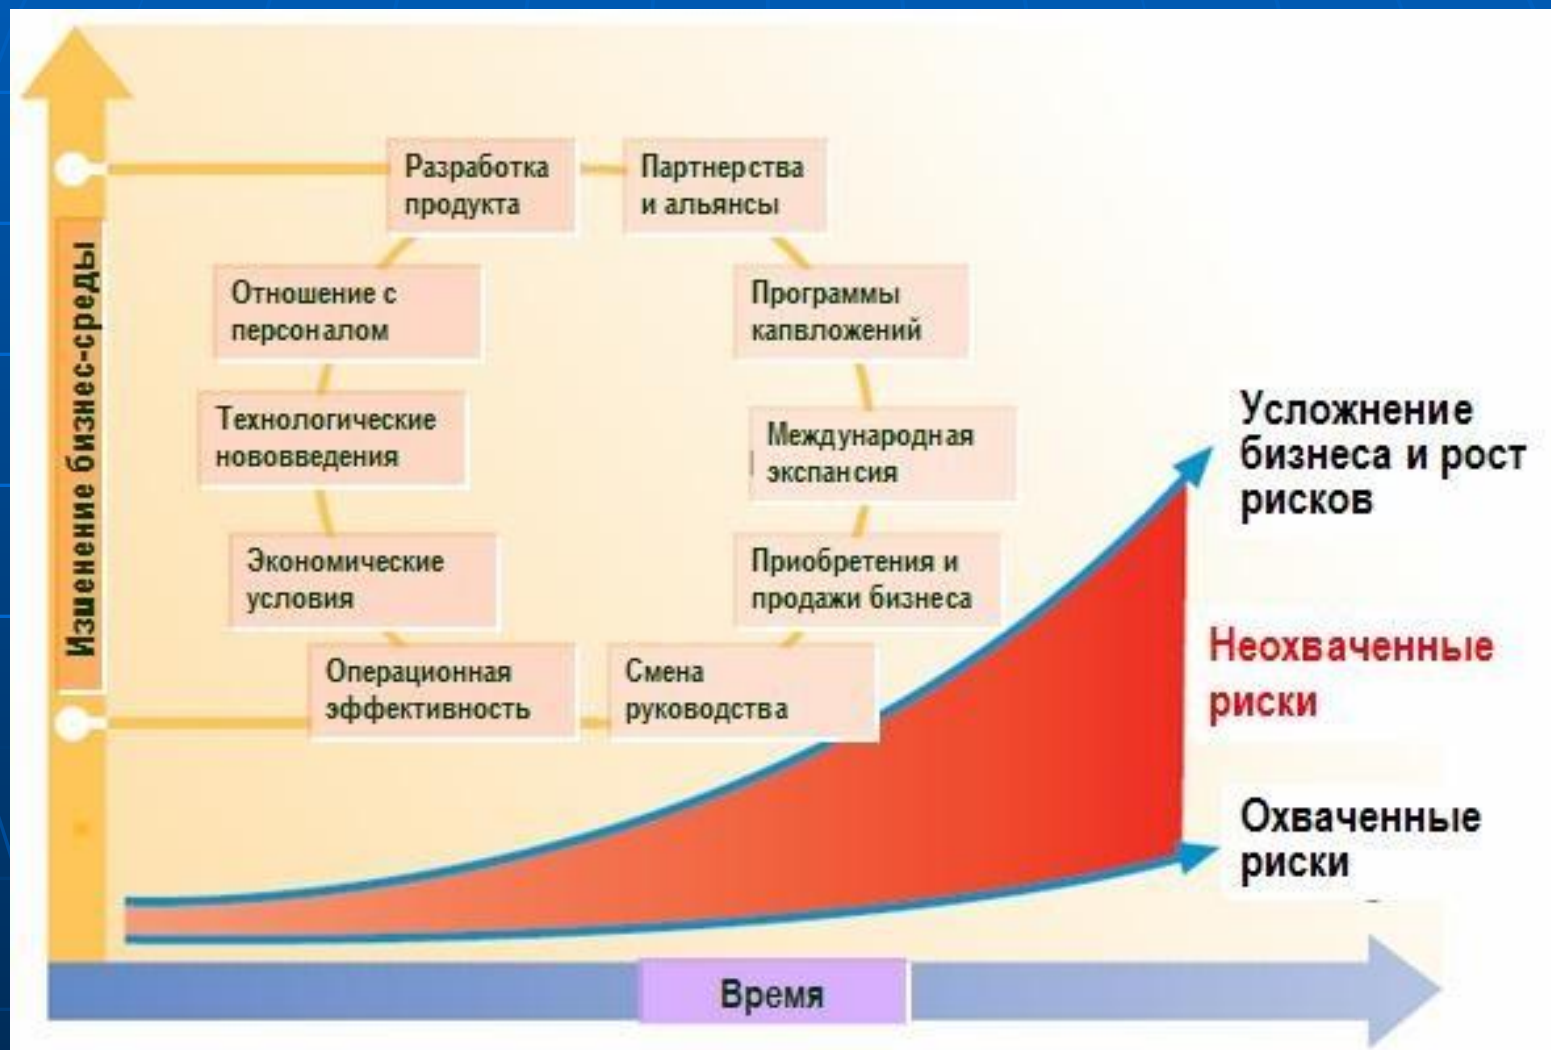 Изменение бизнес-среды
Разработка
продукта
Партнерства
и альянсы
Отношение с
персоналом
Программы
капвложений
Технологические
нововведения
Международная
экспансия
Экономические
условия
Приобретения и
продажи бизнеса
Операционная
эффективность
Смена
руководства
Усложнение
бизнеса и рост
рисков
Неохваченные
риски
Охваченные
риски
Время